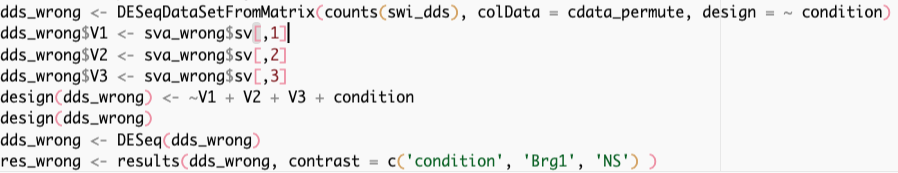 dds_wrong <- DESeqDataSetFromMatrix(counts(swi_dds), colData = cdata_permute, design = ~ condition)
dds_wrong$V1 <- sva_wrong$sv[,1]
dds_wrong$V2 <- sva_wrong$sv[,2]
dds_wrong$V3 <- sva_wrong$sv[,3]
design(dds_wrong) <- ~V1 + V2 + V3 + condition
design(dds_wrong)
dds_wrong <- DESeq(dds_wrong)
res_wrong <- results(dds_wrong, contrast = c('condition', 'Brg1', 'NS') )